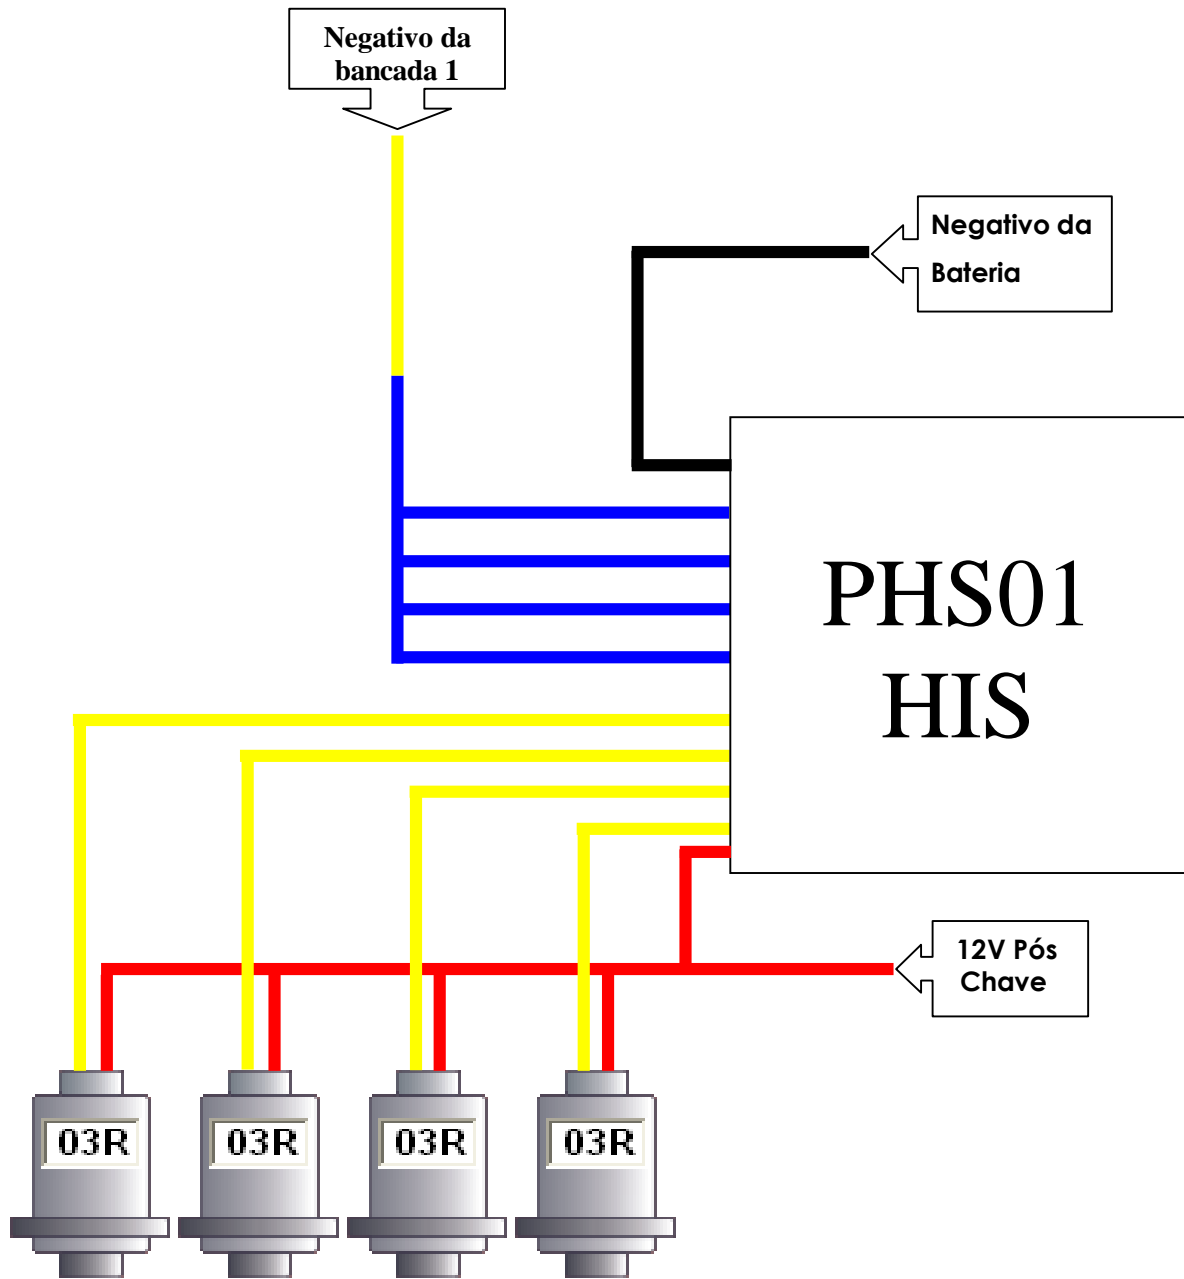 Negativo da
bancada 1
Negativo da
Bateria
PHS01
HIS
12V Pós
Chave
03R
03R
03R
03R